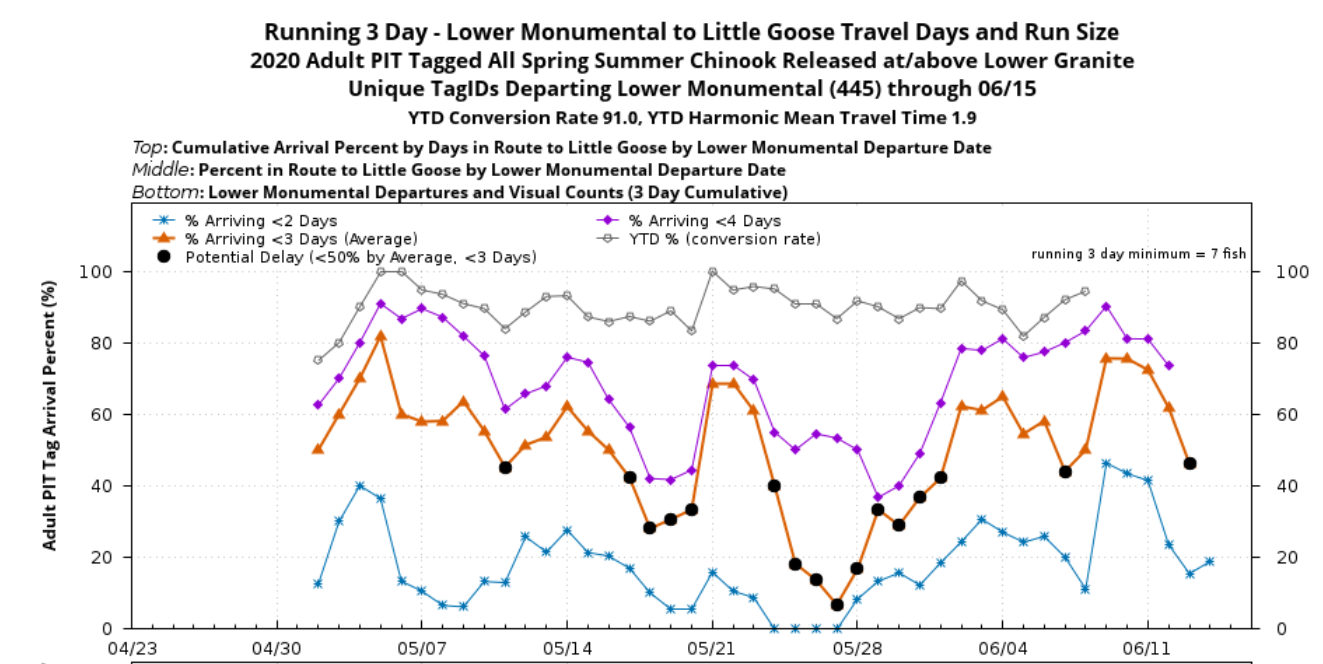 Running 3 Day - Lower Monumental to Little Goose Travel Days and Run Size
2020 Adult PIT Tagged All Spring Summer Chinook Released at/above Lower Granite
Unique TagIDs Departing Lower Monumental (445) through 06/15
YTD Conversion Rate 91.0, YTD Harmonic Mean Travel Time 1.9
Top: Cumulative Arrival Percent by Days in Route to Little Goose by Lower Monumental Departure Date
Middle: Percent in Route to Little Goose by Lower Monumental Departure Date
Bottom: Lower Monumental Departures and Visual Counts (3 Day Cumulative)
% Arriving <2 Days
% Arriving <4 Days
% Arriving <3 Days (Average)
YTD % (conversion rate)
Potential Delay (<50% by Average, <3 Days)
running 3 day minimum = 7 fish
Adult PIT Tag Arrival Percent (%)
100 100
80 80
60 60
40 40
20 20
0 0
04/23 04/30 05/07 05/14 05/21 05/28 06/04 06/11